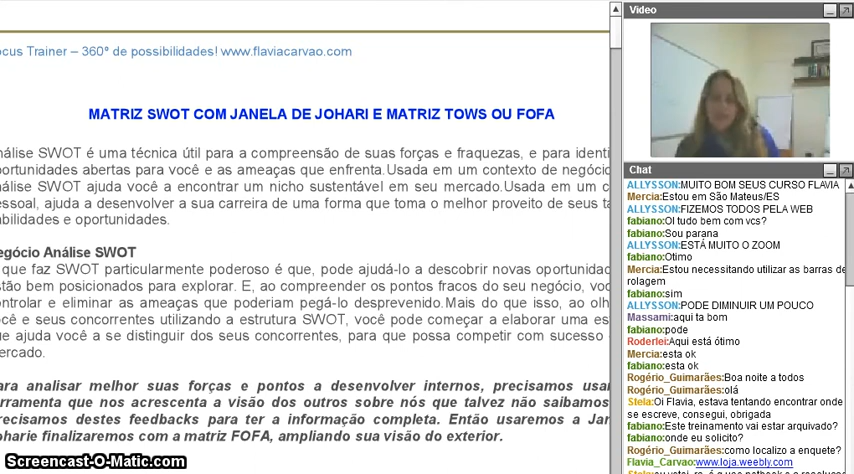 ocus Trainer – 360° de possibilidades! www.flaviacarvao.com
MATRIZ SWOT COM JANELA DE JOHARI E MATRIZ TOWS OU FOFA
nálise SWOT é uma técnica útil para a compreensão de suas forças e fraquezas, e para identi
portunidades abertas para você e as ameaças que enfrenta.Usada em um contexto de negócio
nálise SWOT ajuda você a encontrar um nicho sustentável em seu mercado.Usada em um c
essoal, ajuda a desenvolver a sua carreira de uma forma que toma o melhor proveito de seus ta
abilidades e oportunidades.
egócio Análise SWOT
que faz SWOT particularmente poderoso é que, pode ajudá-lo a descobrir novas oportunidad
stão bem posicionados para explorar. E, ao compreender os pontos fracos do seu negócio, voc
ontrolar e eliminar as ameaças que poderiam pegá-lo desprevenido.Mais do que isso, ao olh
ocê e seus concorrentes utilizando a estrutura SWOT, você pode começar a elaborar uma es
ue ajuda você a se distinguir dos seus concorrentes, para que possa competir com sucesso
ercado.
ara analisar melhor suas forças e pontos a desenvolver internos, precisamos usar
erramenta que nos acrescenta a visão dos outros sobre nós que talvez não saibamos
recisamos destes feedbacks para ter a informação completa. Então usaremos a Jar
oharie finalizaremos com a matriz FOFA, ampliando sua visão do exterior.
Screencast-O-Matic.com
Video
Chat
ALLYSSON:MUITO BOM SEUS CURSO FLAVIA
Mercia:Estou em São Mateus/ES
ALLYSSON:FIZEMOS TODOS PELA WEB
fabiano:OI tudo bem com vcs?
fabiano:Sou parana
ALLYSSON:ESTÁ MUITO O ZOOM
fabiano:Otimo
Mercia:Estou necessitando utilizar as barras de
rolagem
fabiano:sim
ALLYSSON:PODE DIMINUIR UM POUCO
Massami:aqui ta bom
fabiano:pode
Roderlei:Aqui está ótimo
Mercia:esta ok
fabiano:esta ok
Rogério_Guimarães:Boa noite a todos
Rogério_Guimarães:olá
Stela:Oi Flavia, estava tentando encontrar onde
se escreve, consegui, obrigada
fabiano:Este treinamento vai estar arquivado?
fabiano:onde eu solicito?
Rogério_Guimarães:como localizo a enquete?
Flavia_Carvao:www.loja.weebly.com